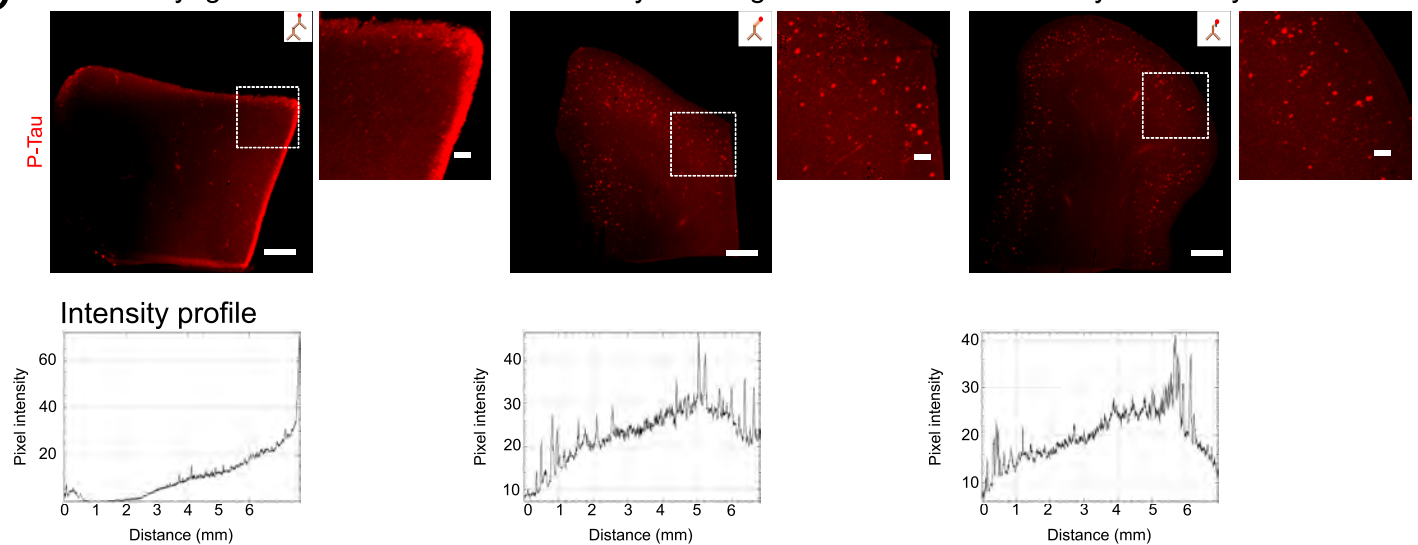 P-Tau
Intensity profile
Pixel intensity
60
40
20
0 1 2 3 4 5 6
Distance (mm)
Pixel intensity
40
30
20
10
0 1 2 3 4 5 6
Distance (mm)
Pixel intensity
40
30
20
10
0 1 2 3 4 5 6
Distance (mm)